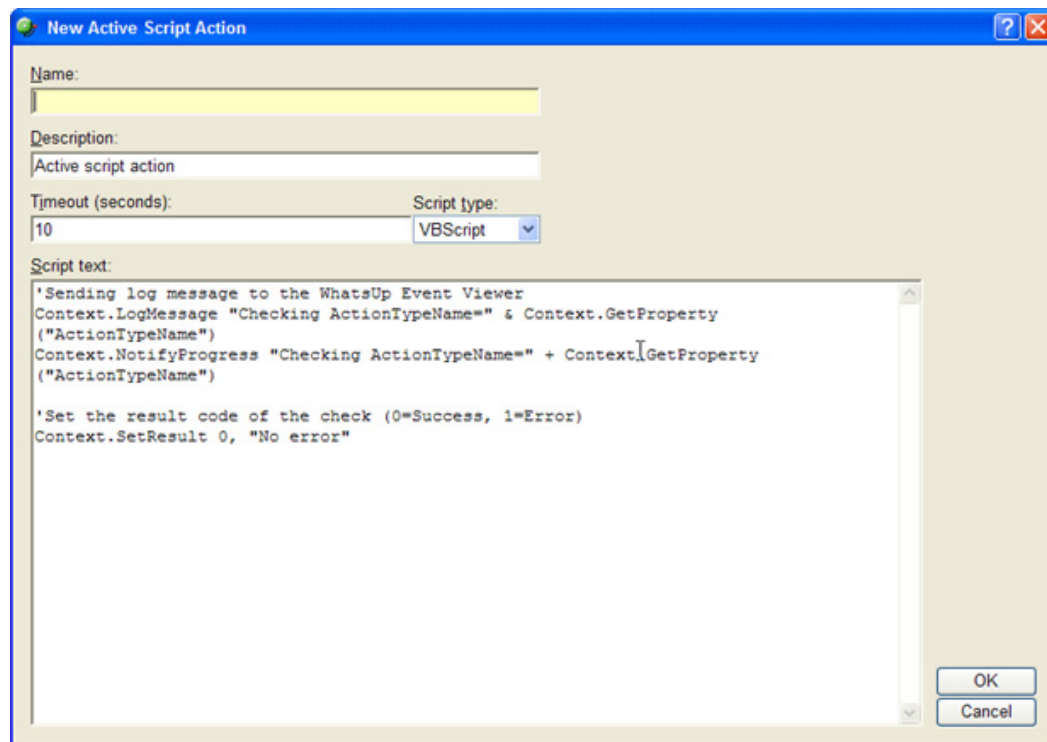 New Active Script Action
Name:
Description:
Active script action
Timeout (seconds):
Script type:
10
VBScript
Script text:
'Sending log message to the WhatsUp Event Viewer
Context.LogMessage "Checking ActionTypeName=" & Context.GetProperty
("ActionTypeName")
Context.NotifyProgress "Checking ActionTypeName=" + Context.GetProperty
("ActionTypeName")
'Set the result code of the check (0=Success, 1=Error)
Context.SetResult 0, "No error"
OK
Cancel